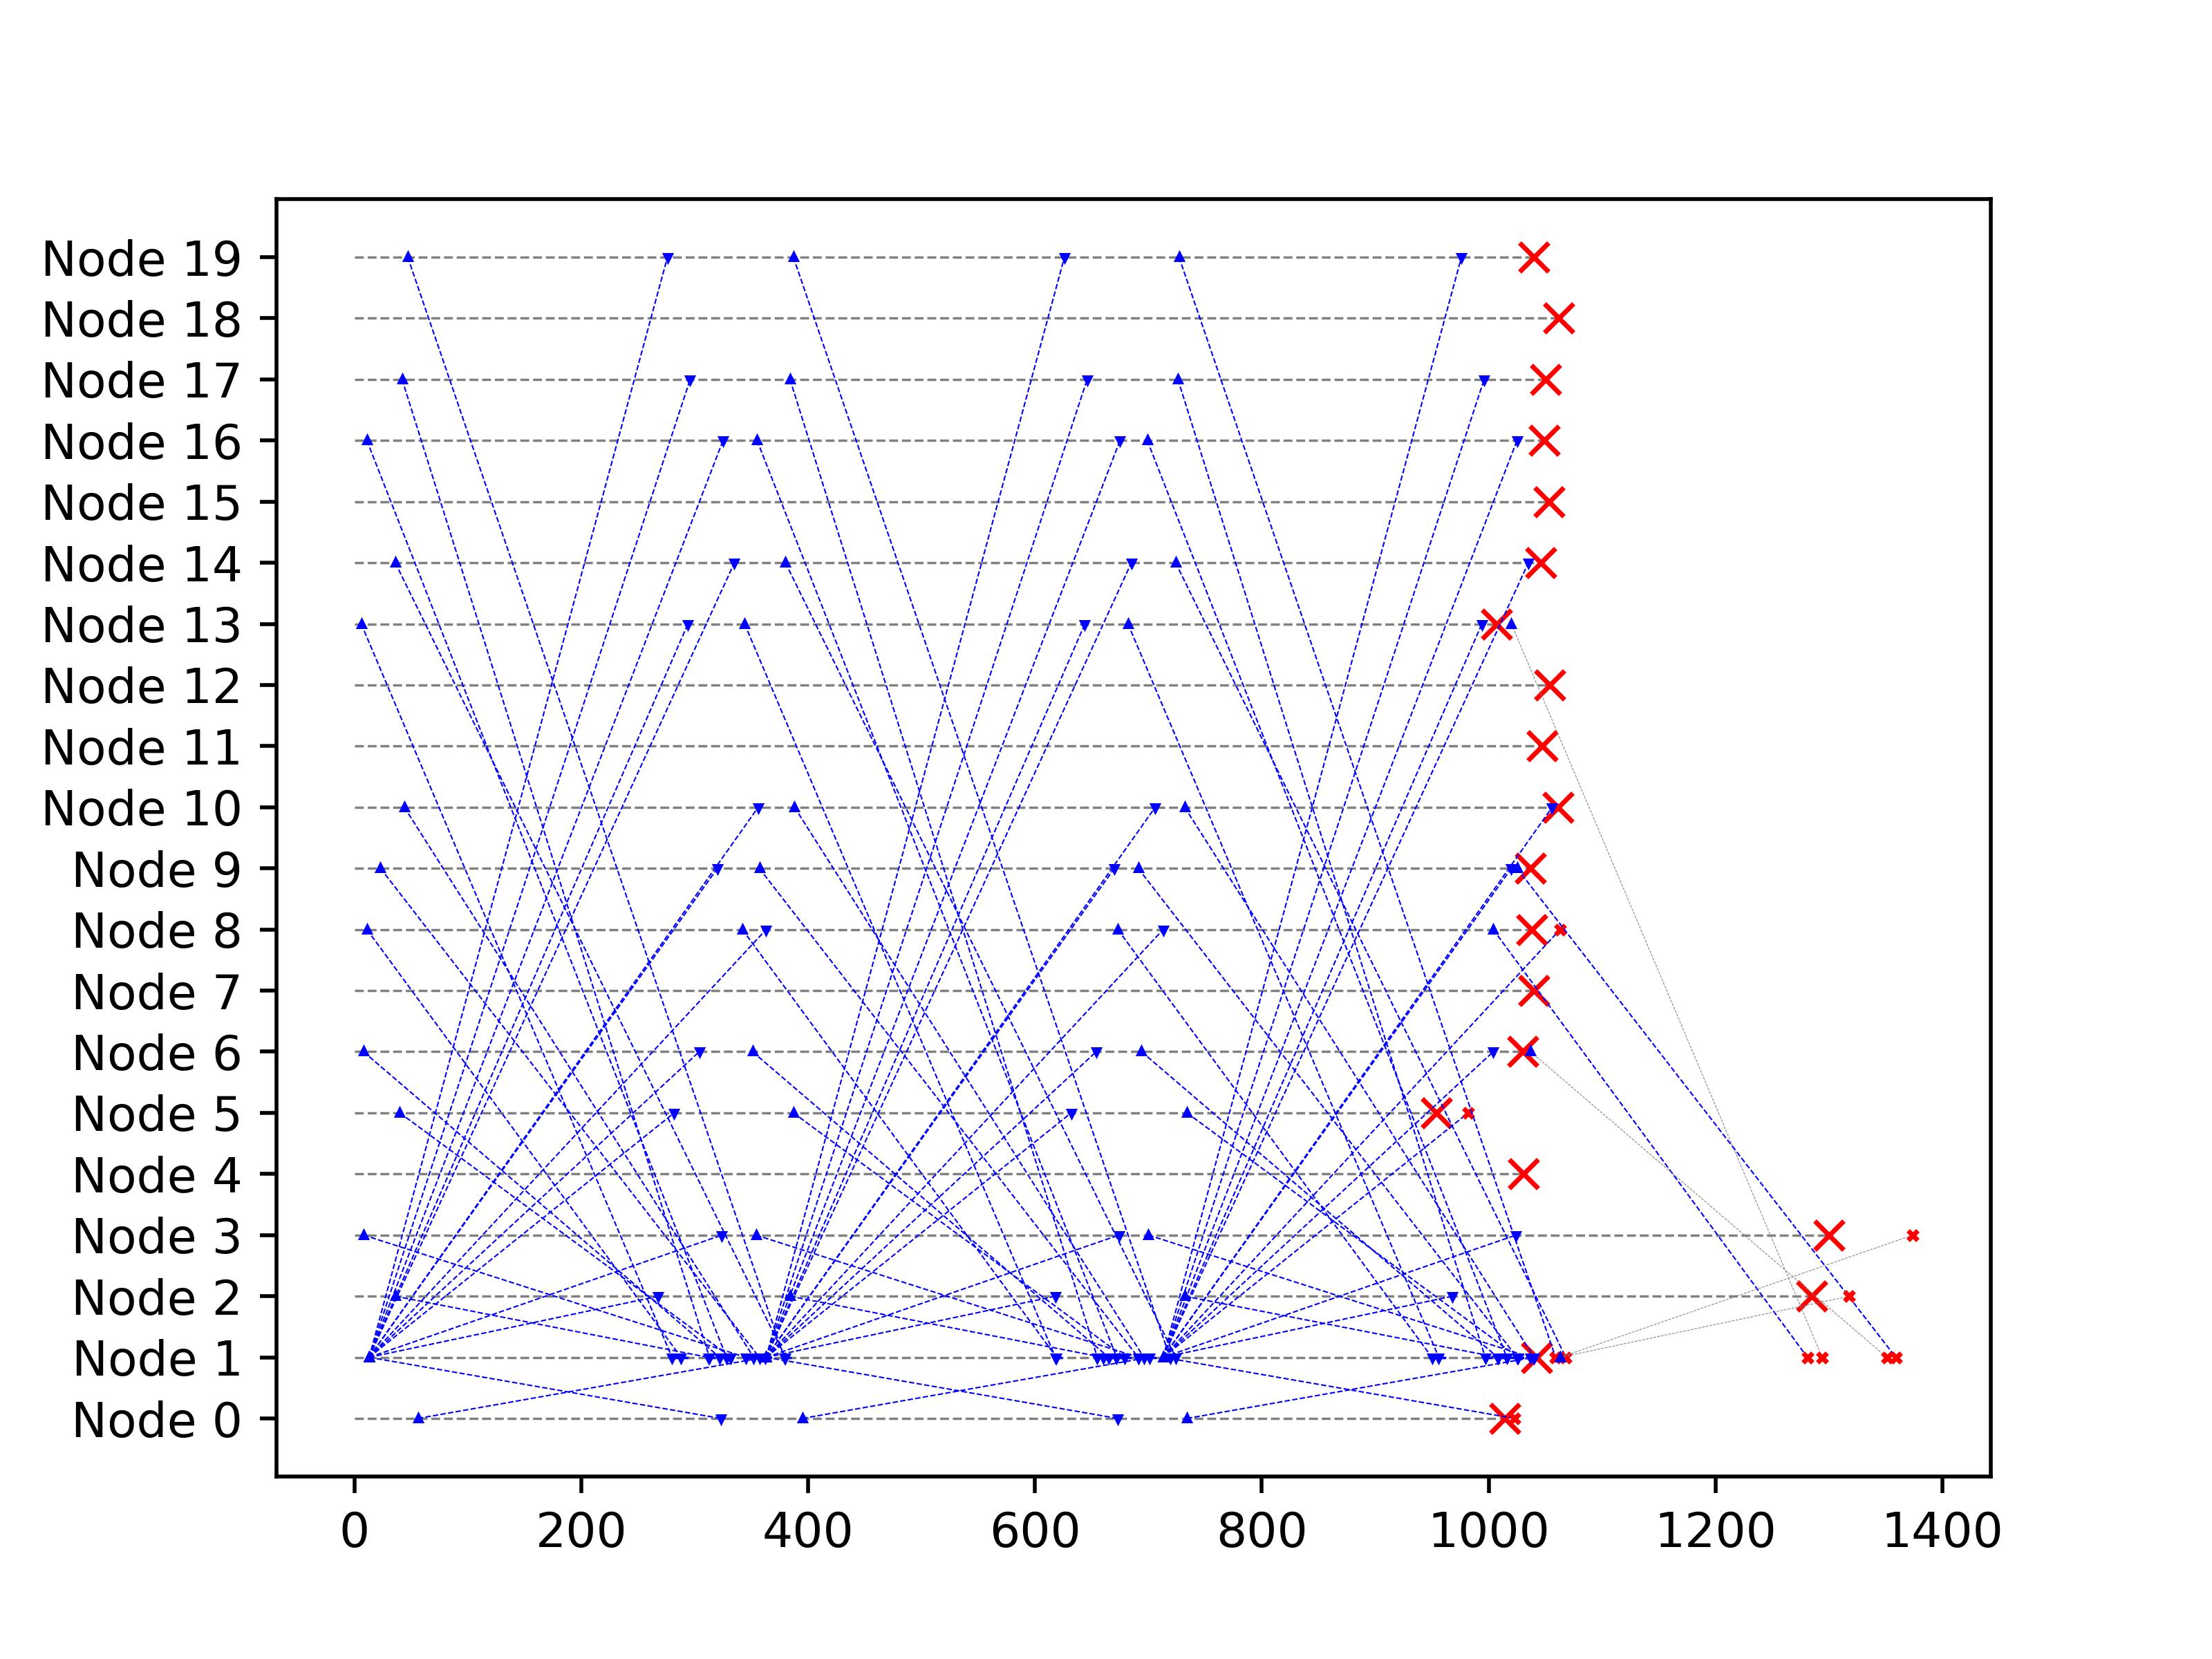 Node 19
Node 18
Node 17
Node 16
Node 15
Node 14
Node 13
Node 12
Node 11
Node 10
Node 9
Node 8
Node 7
Node 6
Node 5
Node 4
Node 3
Node 2
Node 1
Node 0
0 200 400 600 800 1000 1200 1400